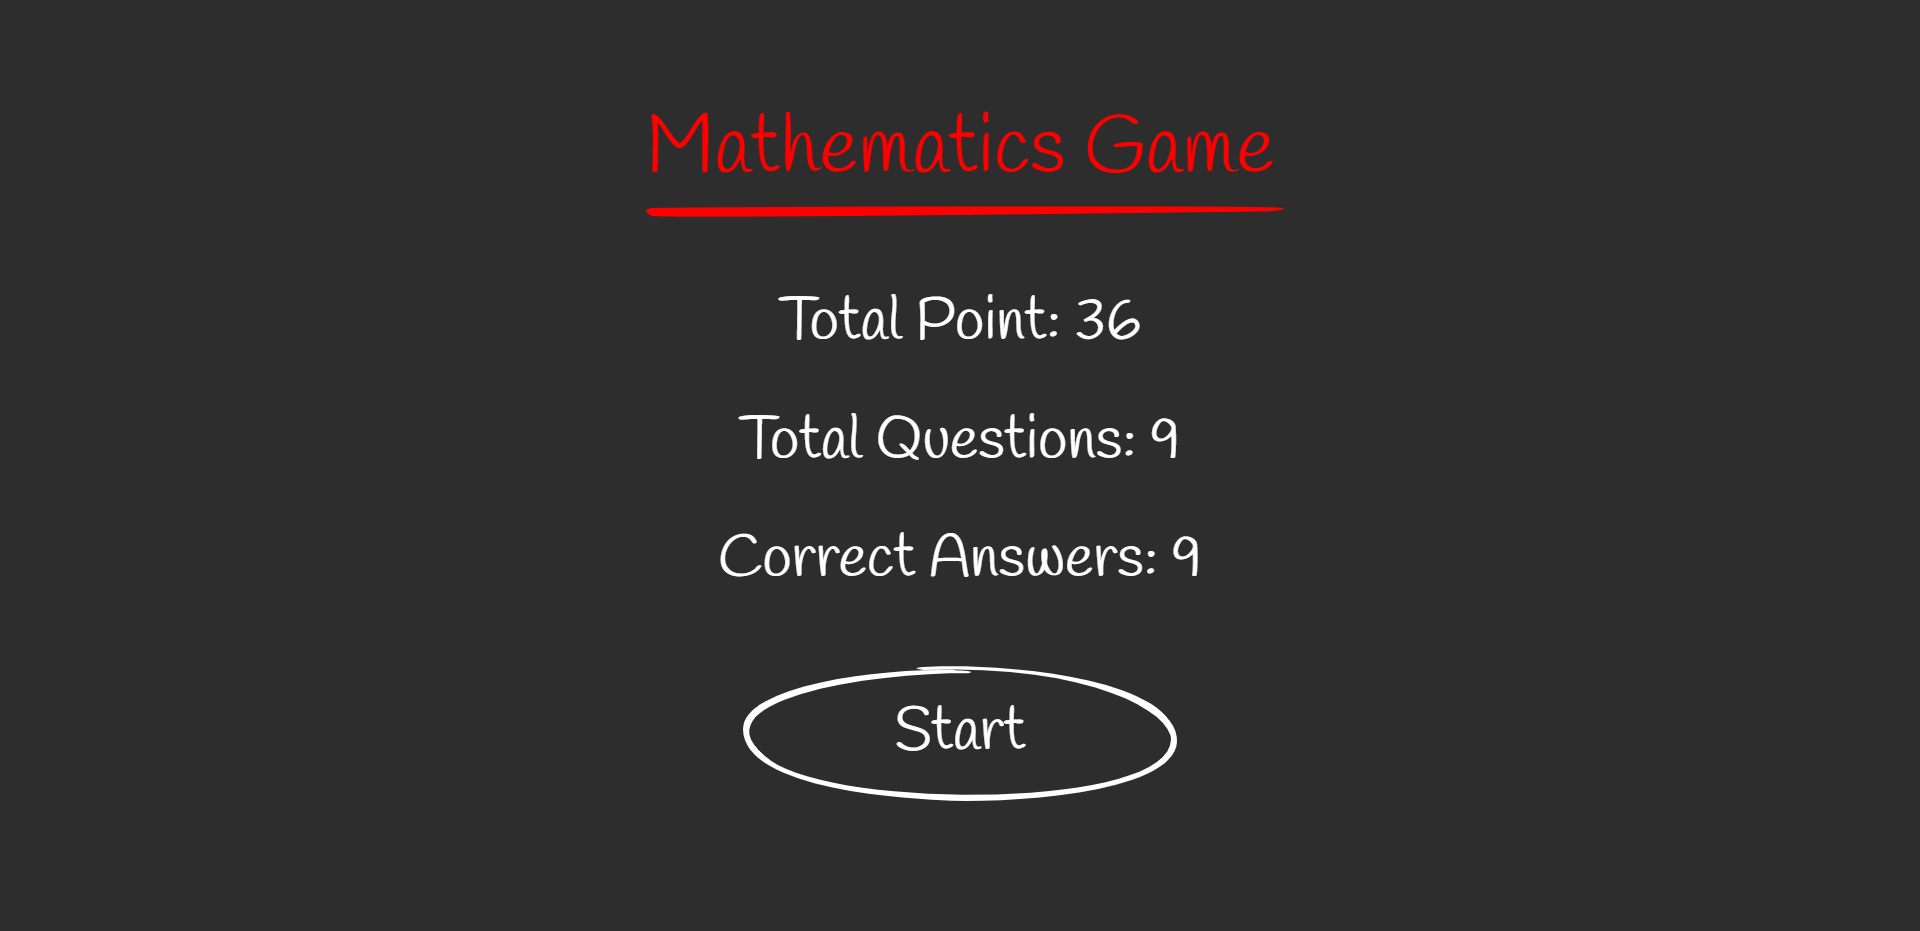 Mathematics Game
Total Point: 36
Total Questions: 9
Correct Answers: 9
Start